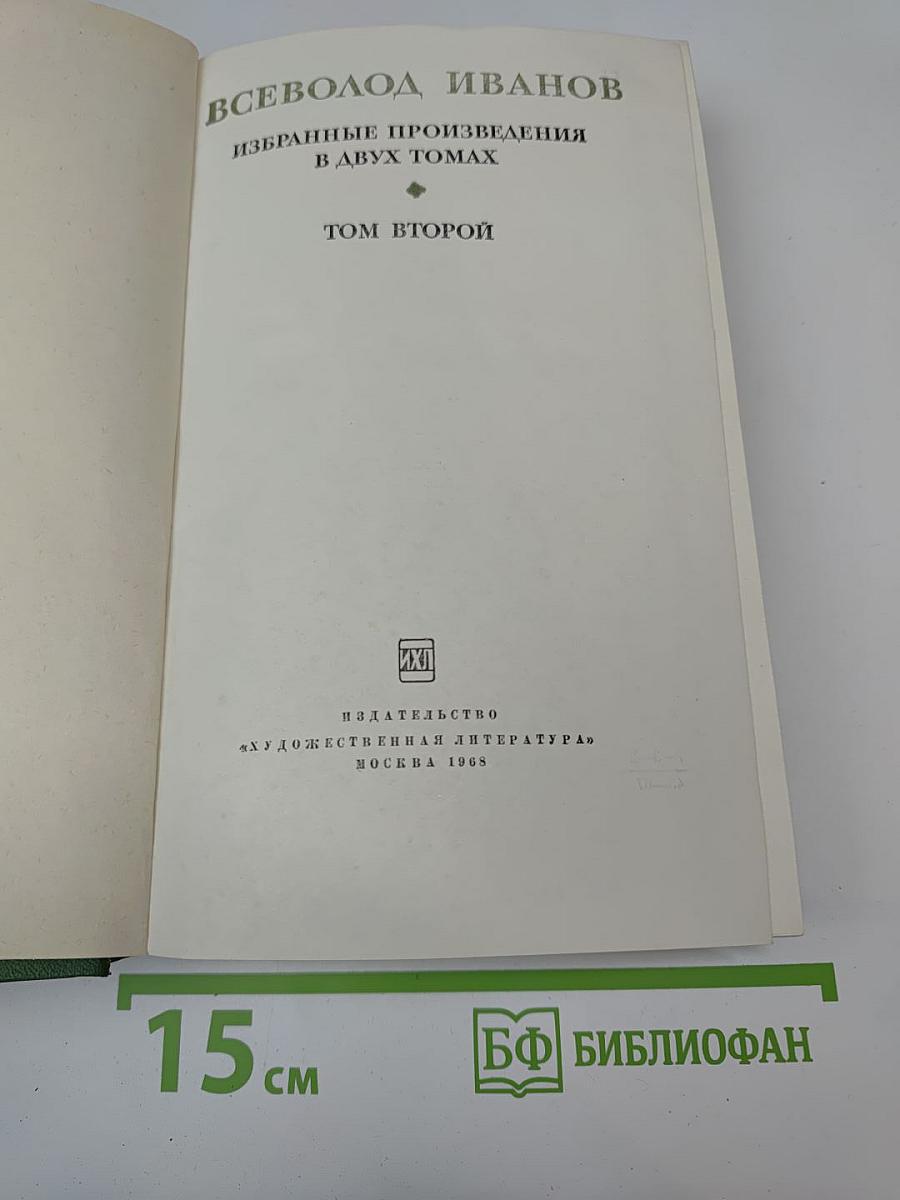 ВСЕВОЛОД ИВАНОВ
ИЗБРАННЫЕ ПРОИЗВЕДЕНИЯ
В ДВУХ ТОМАХ
ТОМ ВТОРОЙ
ИХЛ
ИЗДАТЕЛЬСТВО
«ХУДОЖЕСТВЕННАЯ ЛИТЕРАТУРА»
МОСКВА 1968
15 см
БФ БИБЛИОФАН